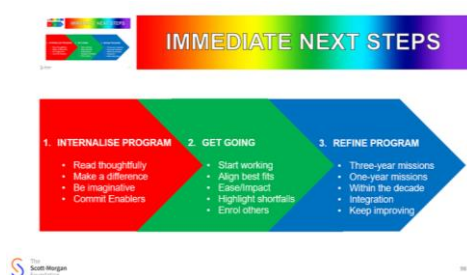 IMMEDIATE NEXT STEPS
1. INTERNALISE PROGRAM
• Read thoughtfully
• Make a difference
• Be imaginative
• Commit Enablers
2. GET GOING
• Start working
• Align best fits
• Ease/Impact
• Highlight shortfalls
• Enrol others
3. REFINE PROGRAM
• Three-year missions
• One-year missions
• Within the decade
• Integration
• Keep improving
The
Scott-Morgan
Foundation